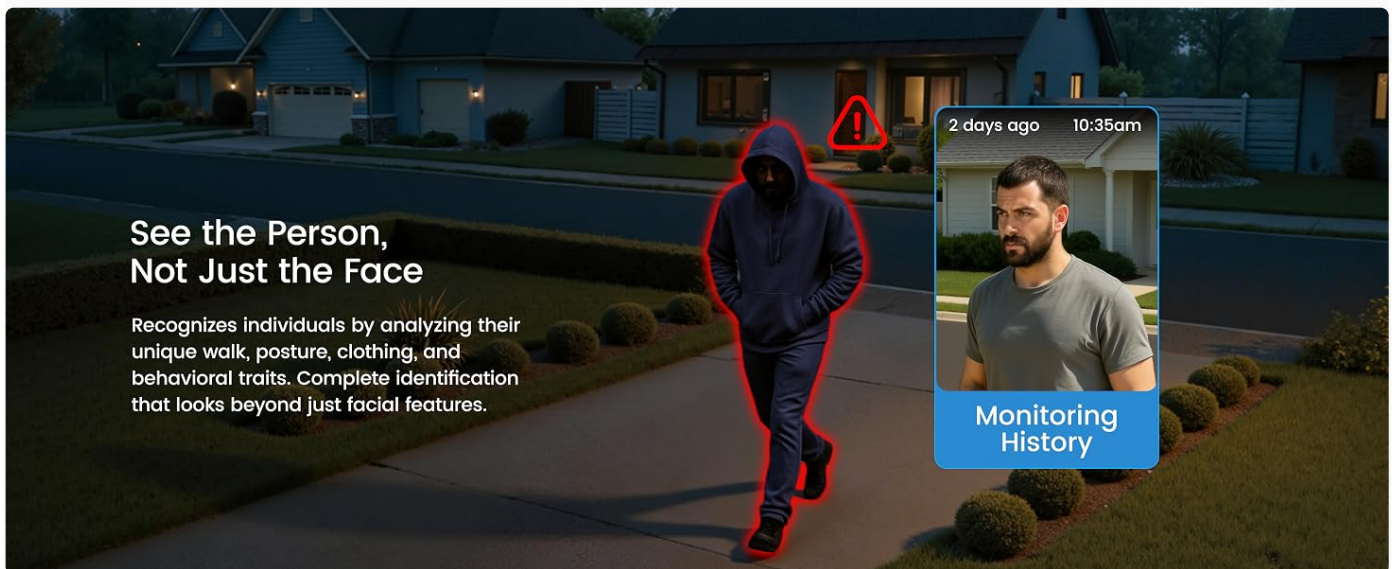 See the Person,
Not Just the Face
Recognizes individuals by analyzing their
unique walk, posture, clothing, and
behavioral traits. Complete identification
that looks beyond just facial features.
2 days ago 10:35am
Monitoring
History